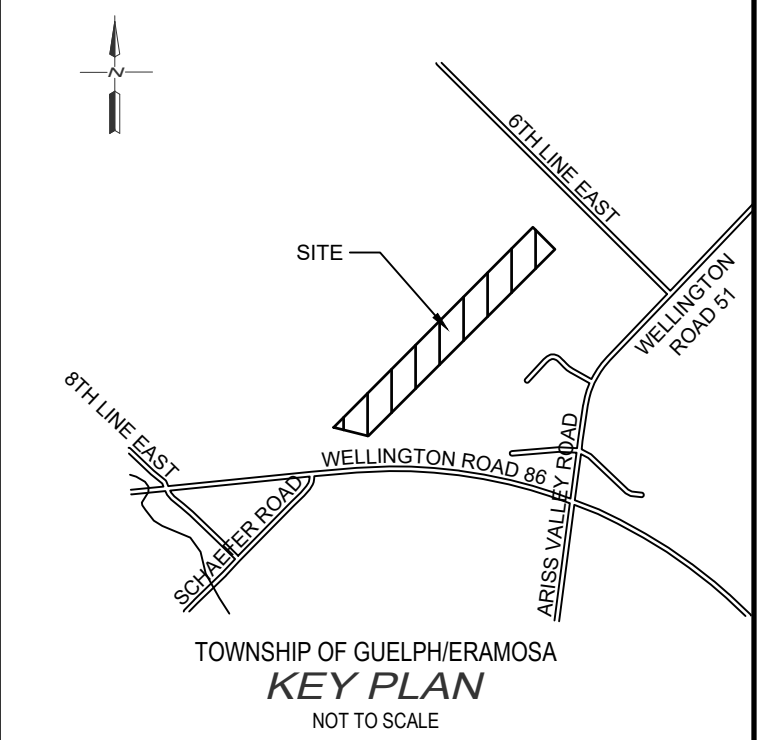 N
6TH LINE EAST
SITE
WELLINGTON
ROAD 51
8TH LINE EAST
WELLINGTON ROAD 86
ARISS VALLEY ROAD
SCHAEFER ROAD
TOWNSHIP OF GUELPH/ERAMOSA
KEY PLAN
NOT TO SCALE